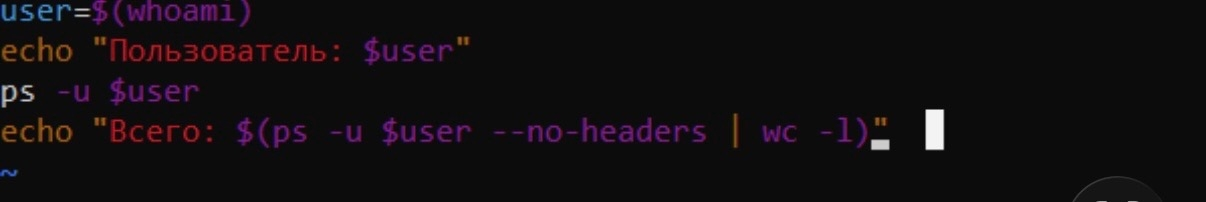 user=$(whoami)
echo "Пользователь: $user"
ps -u $user
echo "Всего: $(ps -u $user --no-headers | wc -l)"
~